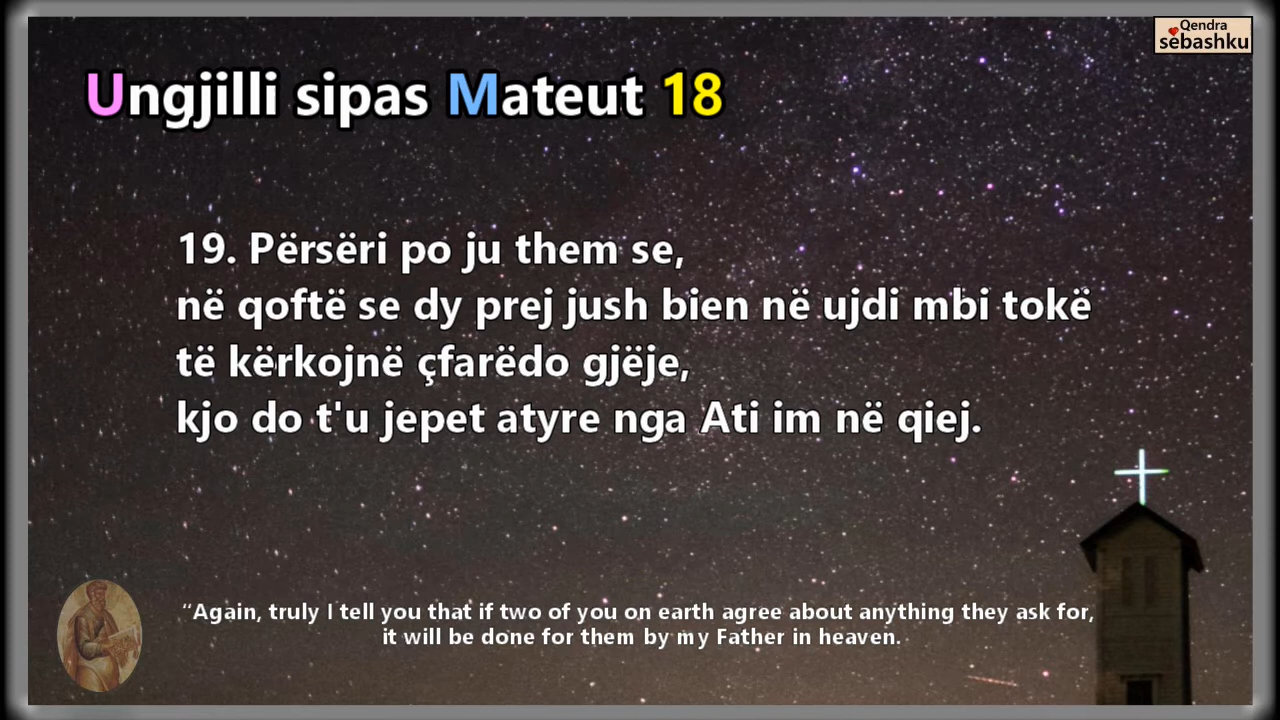 Qendra
sebashku
Ungjilli sipas Mateut 18
19. Përsëri po ju them se,
në qoftë se dy prej jush bien në ujdi mbi tokë
të kërkojnë çfarëdo gjëje,
kjo do t'u jepet atyre nga Ati im në qiej.
“Again, truly I tell you that if two of you on earth agree about anything they ask for,
it will be done for them by my Father in heaven.